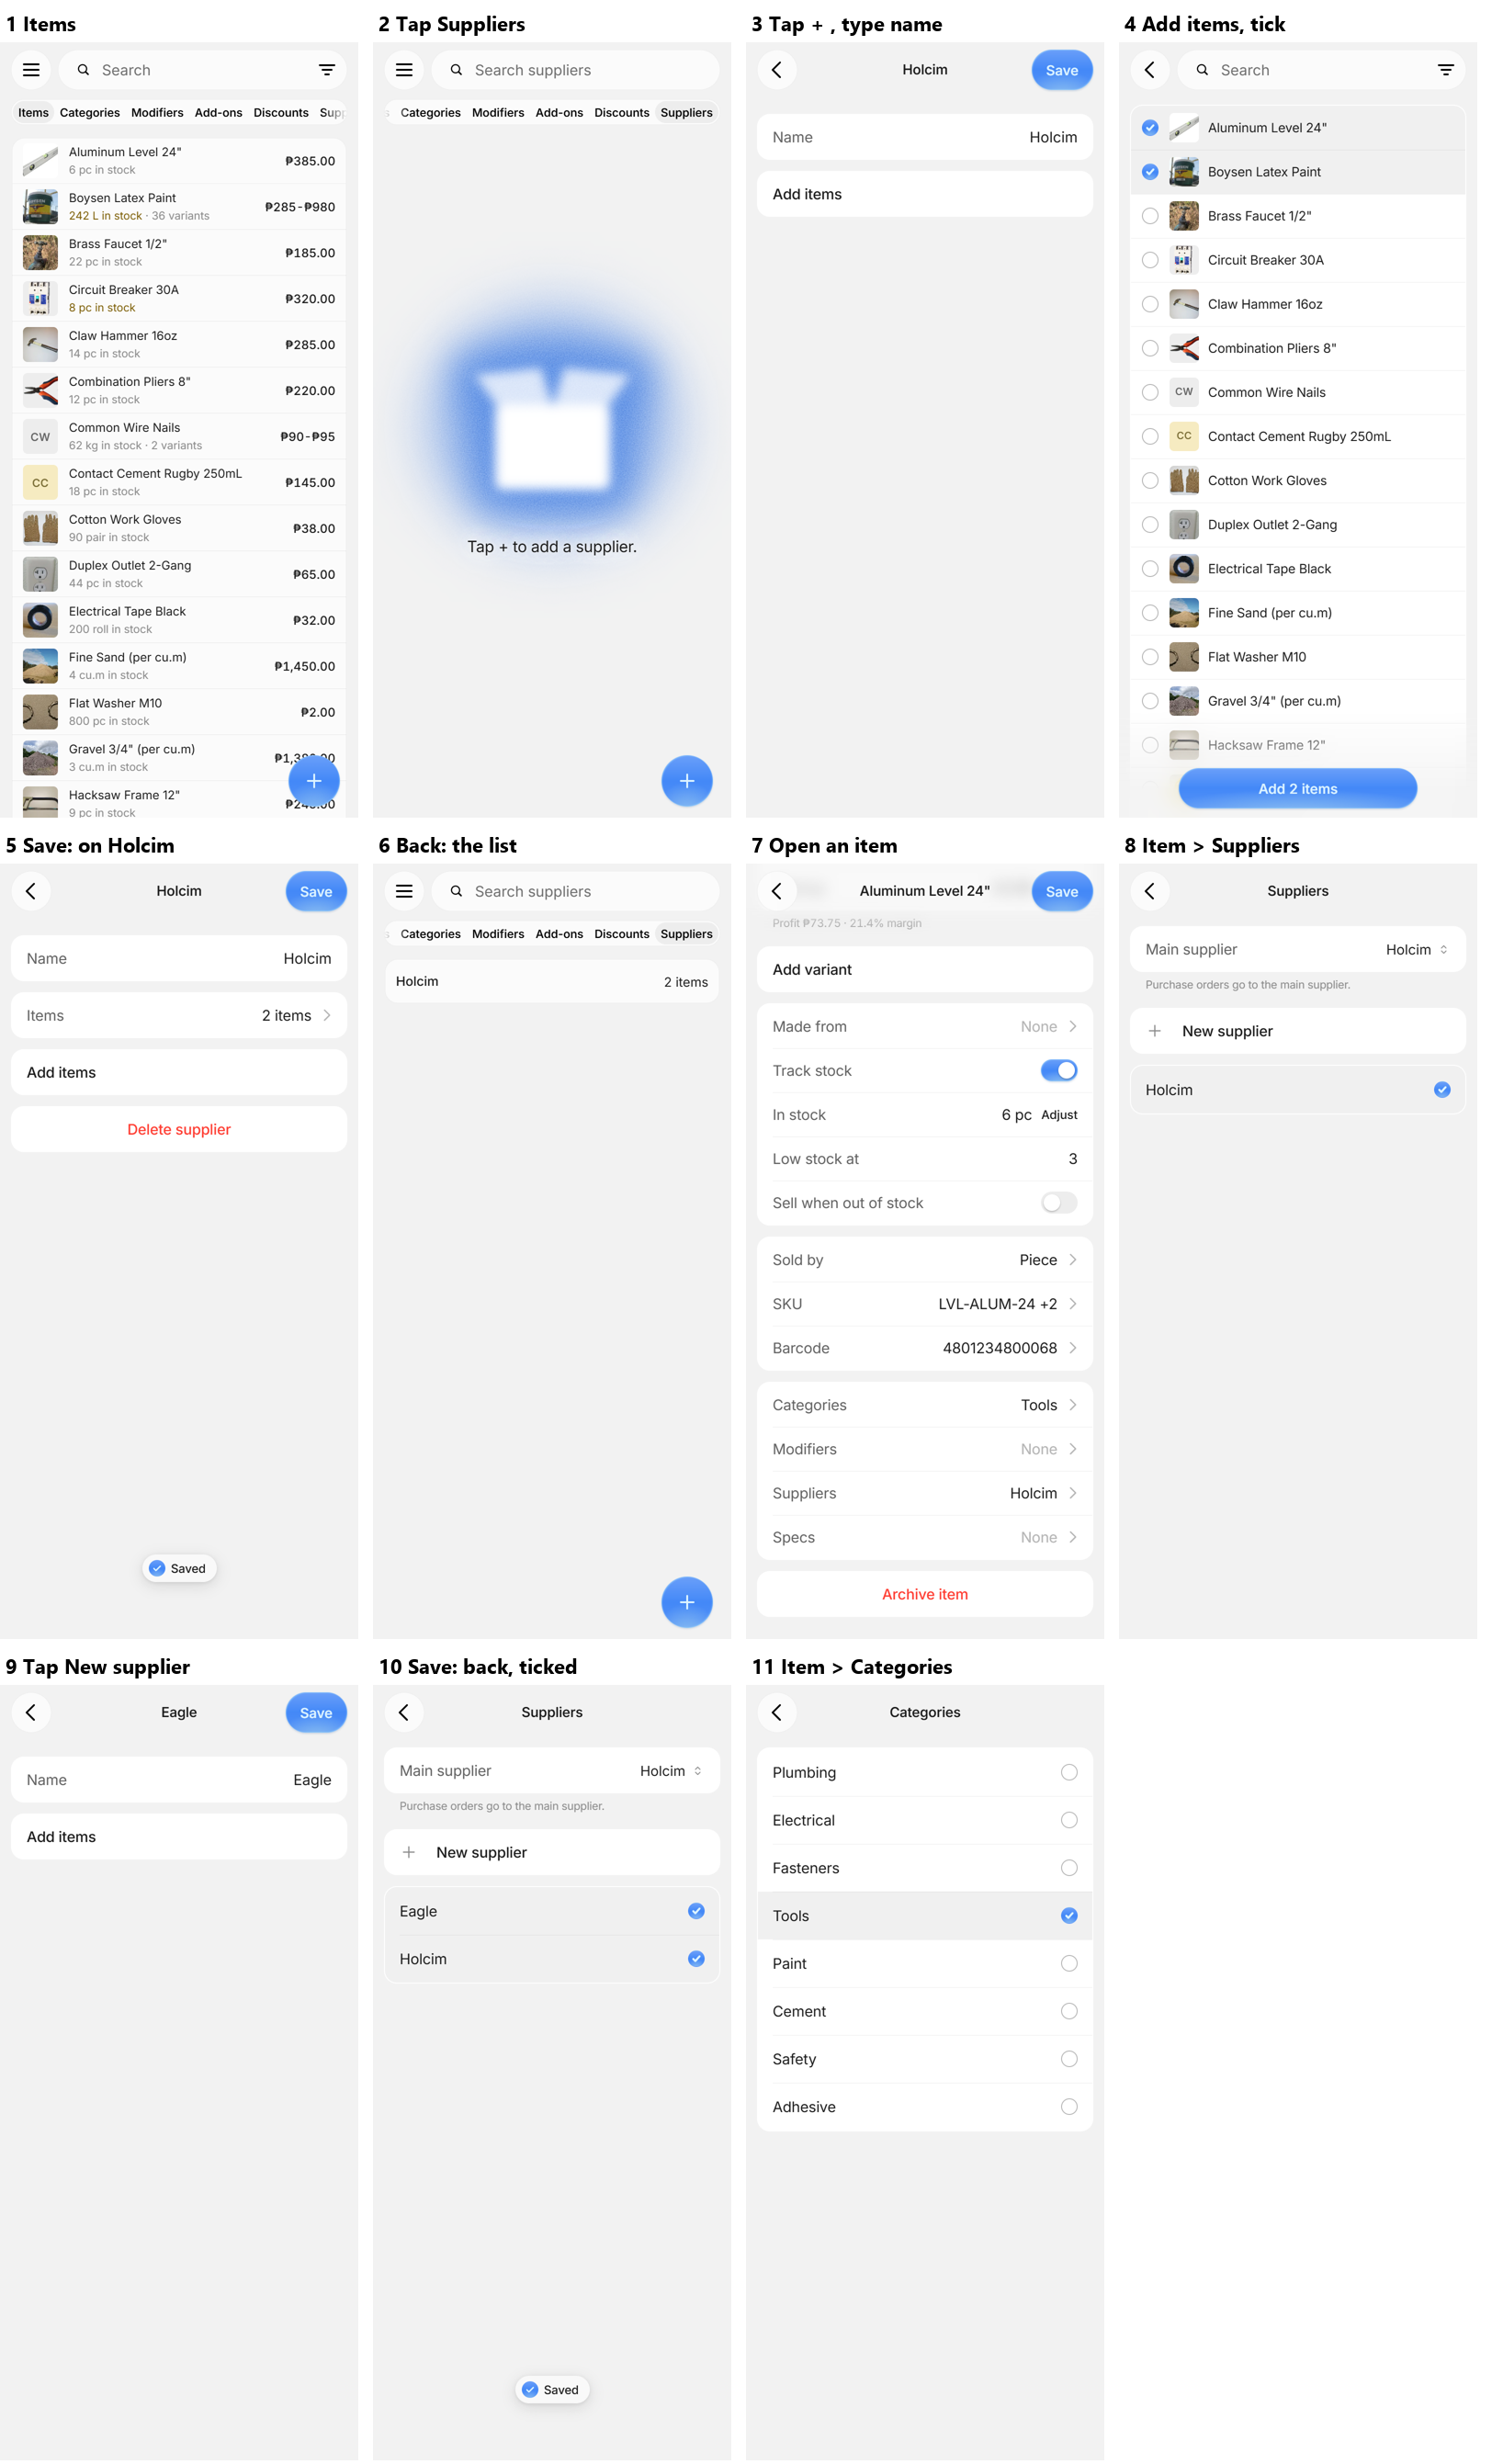 1 Items
Search
Items Categories Modifiers Add-ons Discounts Supp
Aluminum Level 24"
6 pc in stock
₱385.00
Boysen Latex Paint
242 L in stock · 36 variants
₱285-₱980
Brass Faucet 1/2"
22 pc in stock
₱185.00
Circuit Breaker 30A
8 pc in stock
₱320.00
Claw Hammer 16oz
14 pc in stock
₱285.00
Combination Pliers 8"
12 pc in stock
₱220.00
CW
Common Wire Nails
62 kg in stock · 2 variants
₱90-₱95
CC
Contact Cement Rugby 250mL
18 pc in stock
₱145.00
Cotton Work Gloves
90 pair in stock
₱38.00
Duplex Outlet 2-Gang
44 pc in stock
₱65.00
Electrical Tape Black
200 roll in stock
₱32.00
Fine Sand (per cu.m)
4 cu.m in stock
₱1,450.00
Flat Washer M10
800 pc in stock
₱2.00
Gravel 3/4" (per cu.m)
3 cu.m in stock
Hacksaw Frame 12"
9 pc in stock
2 Tap Suppliers
Search suppliers
s Categories Modifiers Add-ons Discounts Suppliers
Tap + to add a supplier.
3 Tap + , type name
Holcim
Save
Name Holcim
Add items
4 Add items, tick
Search
Aluminum Level 24"
Boysen Latex Paint
Brass Faucet 1/2"
Circuit Breaker 30A
Claw Hammer 16oz
Combination Pliers 8"
CW Common Wire Nails
CC Contact Cement Rugby 250mL
Cotton Work Gloves
Duplex Outlet 2-Gang
Electrical Tape Black
Fine Sand (per cu.m)
Flat Washer M10
Gravel 3/4" (per cu.m)
Hacksaw Frame 12"
Add 2 items
5 Save: on Holcim
Holcim
Save
Name Holcim
Items 2 items
Add items
Delete supplier
Saved
6 Back: the list
Search suppliers
s Categories Modifiers Add-ons Discounts Suppliers
Holcim 2 items
7 Open an item
Aluminum Level 24"
Save
Profit ₱73.75 · 21.4% margin
Add variant
Made from None
Track stock
In stock 6 pc Adjust
Low stock at 3
Sell when out of stock
Sold by Piece
SKU LVL-ALUM-24 +2
Barcode 4801234800068
Categories Tools
Modifiers None
Suppliers Holcim
Specs None
Archive item
8 Item > Suppliers
Suppliers
Main supplier Holcim
Purchase orders go to the main supplier.
New supplier
Holcim
9 Tap New supplier
Eagle
Save
Name Eagle
Add items
10 Save: back, ticked
Suppliers
Main supplier Holcim
Purchase orders go to the main supplier.
New supplier
Eagle
Holcim
Saved
11 Item > Categories
Categories
Plumbing
Electrical
Fasteners
Tools
Paint
Cement
Safety
Adhesive